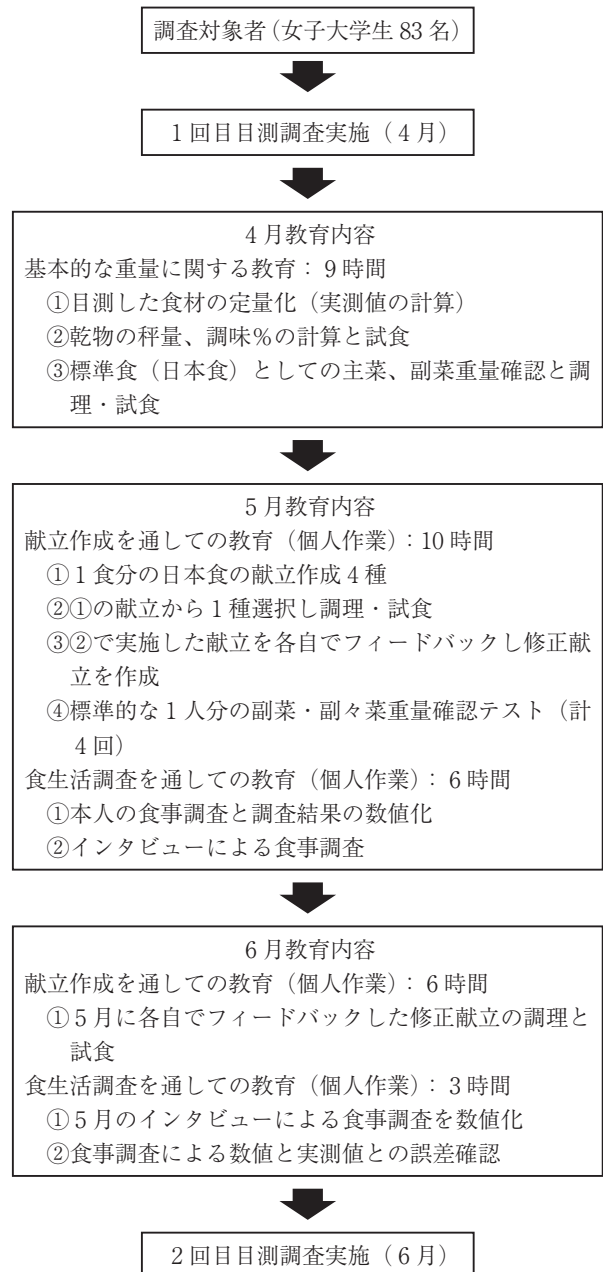 調査対象者(女子大学生 83 名)
1回目目測調査実施(4月)
4月教育内容
基本的な重量に関する教育:9時間
①目測した食材の定量化(実測値の計算)
②乾物の秤量、調味%の計算と試食
③標準食(日本食)としての主菜、副菜重量確認と調
理・試食
5月教育内容
献立作成を通しての教育(個人作業):10 時間
①1食分の日本食の献立作成4種
②①の献立から1種選択し調理・試食
③②で実施した献立を各自でフィードバックし修正献
立を作成
④標準的な1人分の副菜・副々菜重量確認テスト(計
4回)
食生活調査を通しての教育(個人作業):6時間
①本人の食事調査と調査結果の数値化
②インタビューによる食事調査
6月教育内容
献立作成を通しての教育(個人作業):6時間
①5月に各自でフィードバックした修正献立の調理と
試食
食生活調査を通しての教育(個人作業):3時間
①5月のインタビューによる食事調査を数値化
②食事調査による数値と実測値との誤差確認
2回目目測調査実施(6月)